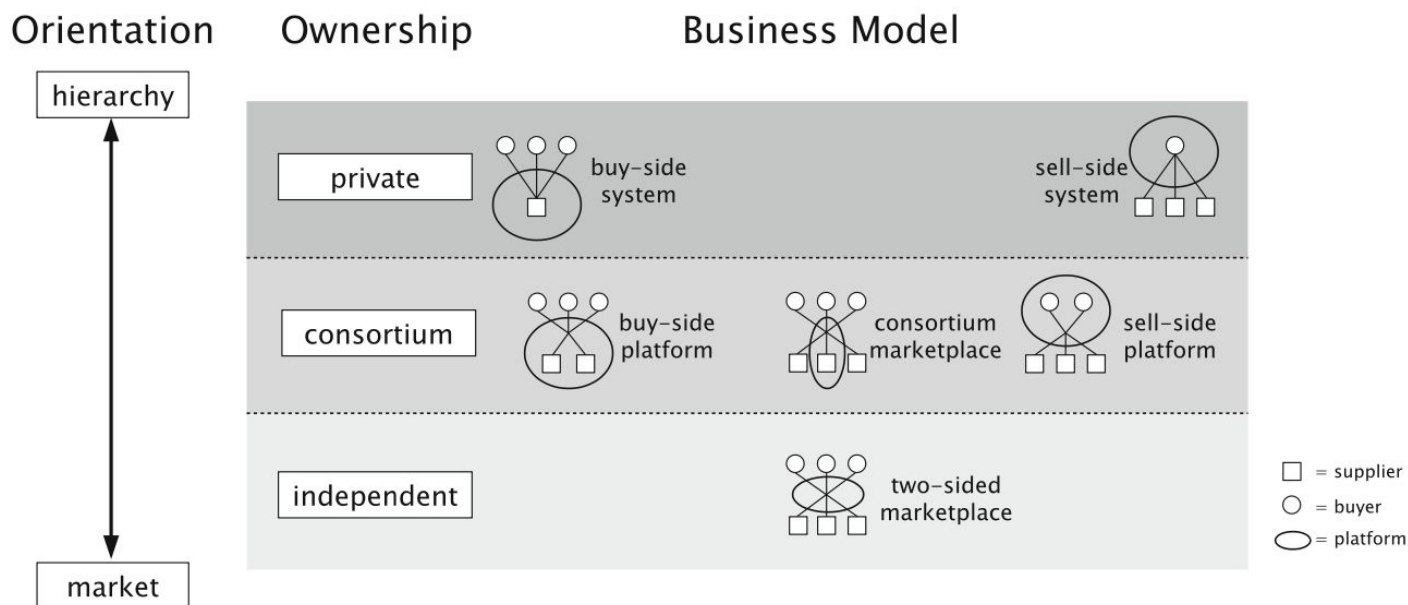 Orientation
Ownership
Business Model
hierarchy
private
buy-side
system
sell-side
system
consortium
buy-side
platform
consortium
marketplace
sell-side
platform
independent
two-sided
marketplace
market
= supplier
= buyer
= platform